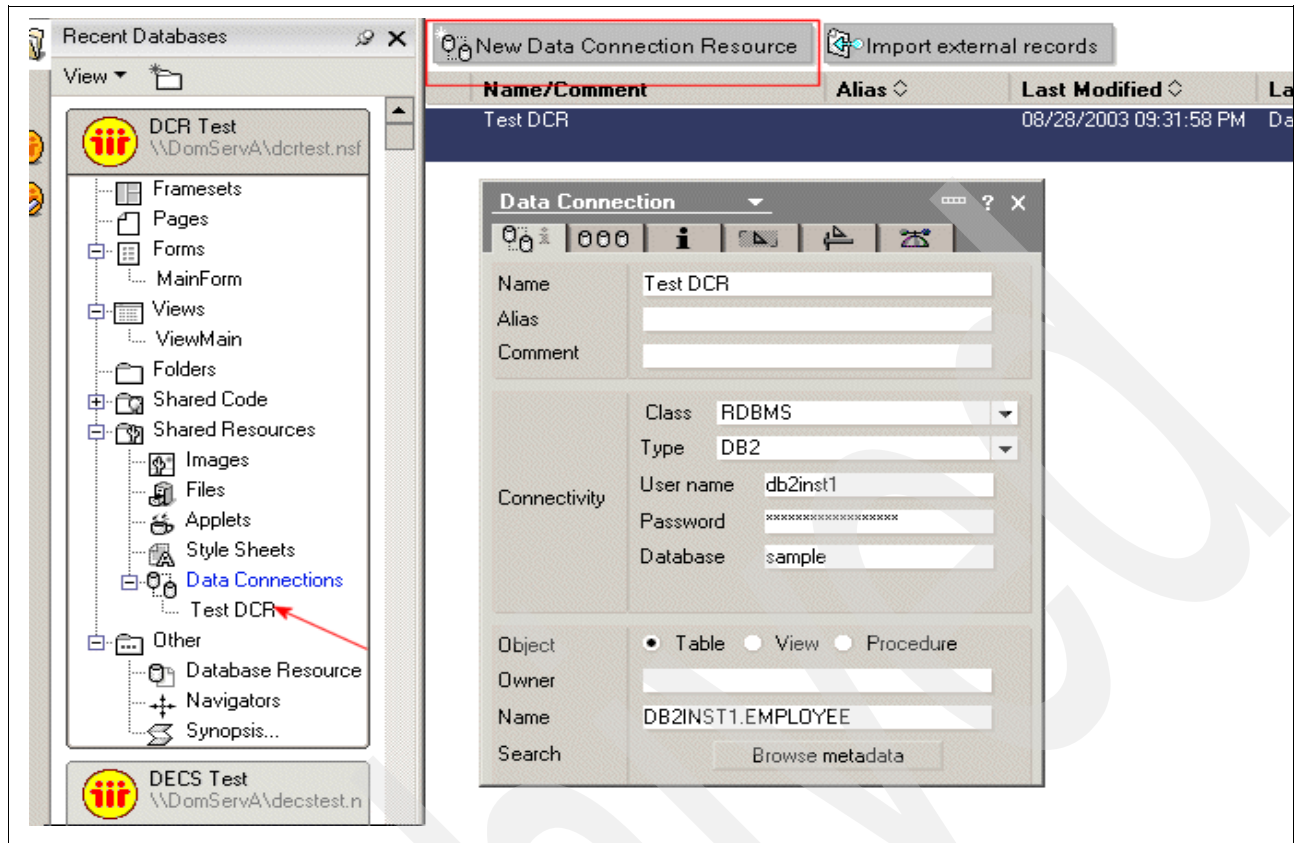 Recent Databases
View
DCR Test
\\DomServA\dcrtest.nsf
Framesets
Pages
Forms
MainForm
Views
ViewMain
Folders
Shared Code
Shared Resources
Images
Files
Applets
Style Sheets
Data Connections
Test DCR
Other
Database Resource
Navigators
Synopsis...
DECS Test
\\DomServA\decstest.n
New Data Connection Resource
Import external records
Name/Comment Alias Last Modified La
Test DCR 08/28/2003 09:31:58 PM Da
Data Connection ? X
Name Test DCR
Alias
Comment
Connectivity
Class RDBMS
Type DB2
User name db2inst1
Password ******************
Database sample
Object Table View Procedure
Owner
Name DB2INST1.EMPLOYEE
Search Browse metadata